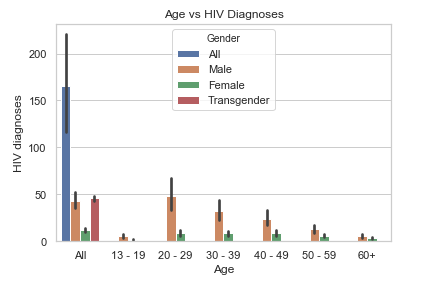 Age vs HIV Diagnoses
Gender
All
Male
Female
Transgender
HIV diagnoses
200
150
100
50
0
All
13 - 19
20 - 29
30 - 39
40 - 49
50 - 59
60+
Age